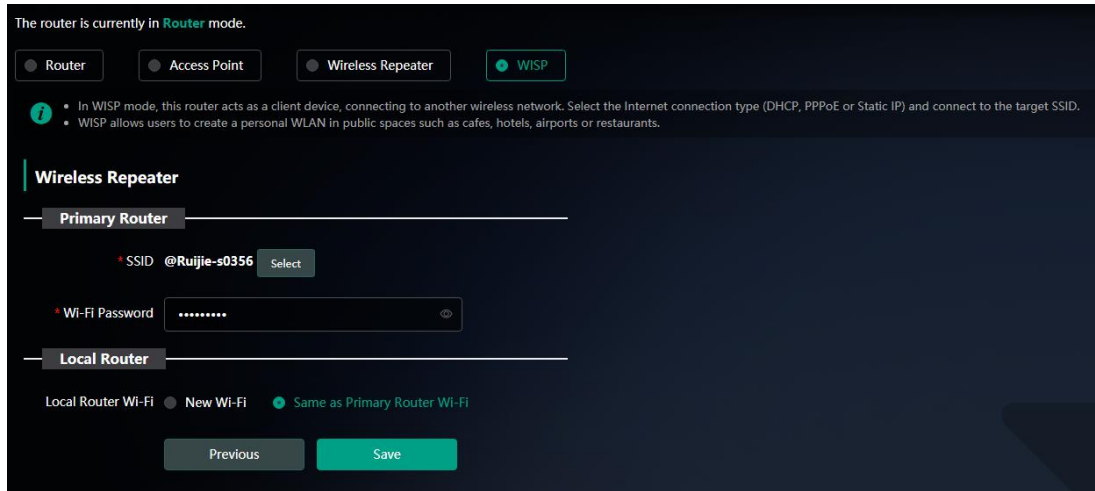 The router is currently in Router mode.
Router Access Point Wireless Repeater WISP
• In WISP mode, this router acts as a client device, connecting to another wireless network. Select the Internet connection type (DHCP, PPPoE or Static IP) and connect to the target SSID.
• WISP allows users to create a personal WLAN in public spaces such as cafes, hotels, airports or restaurants.
Wireless Repeater
Primary Router
* SSID @Ruijie-s0356 Select
* Wi-Fi Password •••••••••
Local Router
Local Router Wi-Fi New Wi-Fi Same as Primary Router Wi-Fi
Previous Save